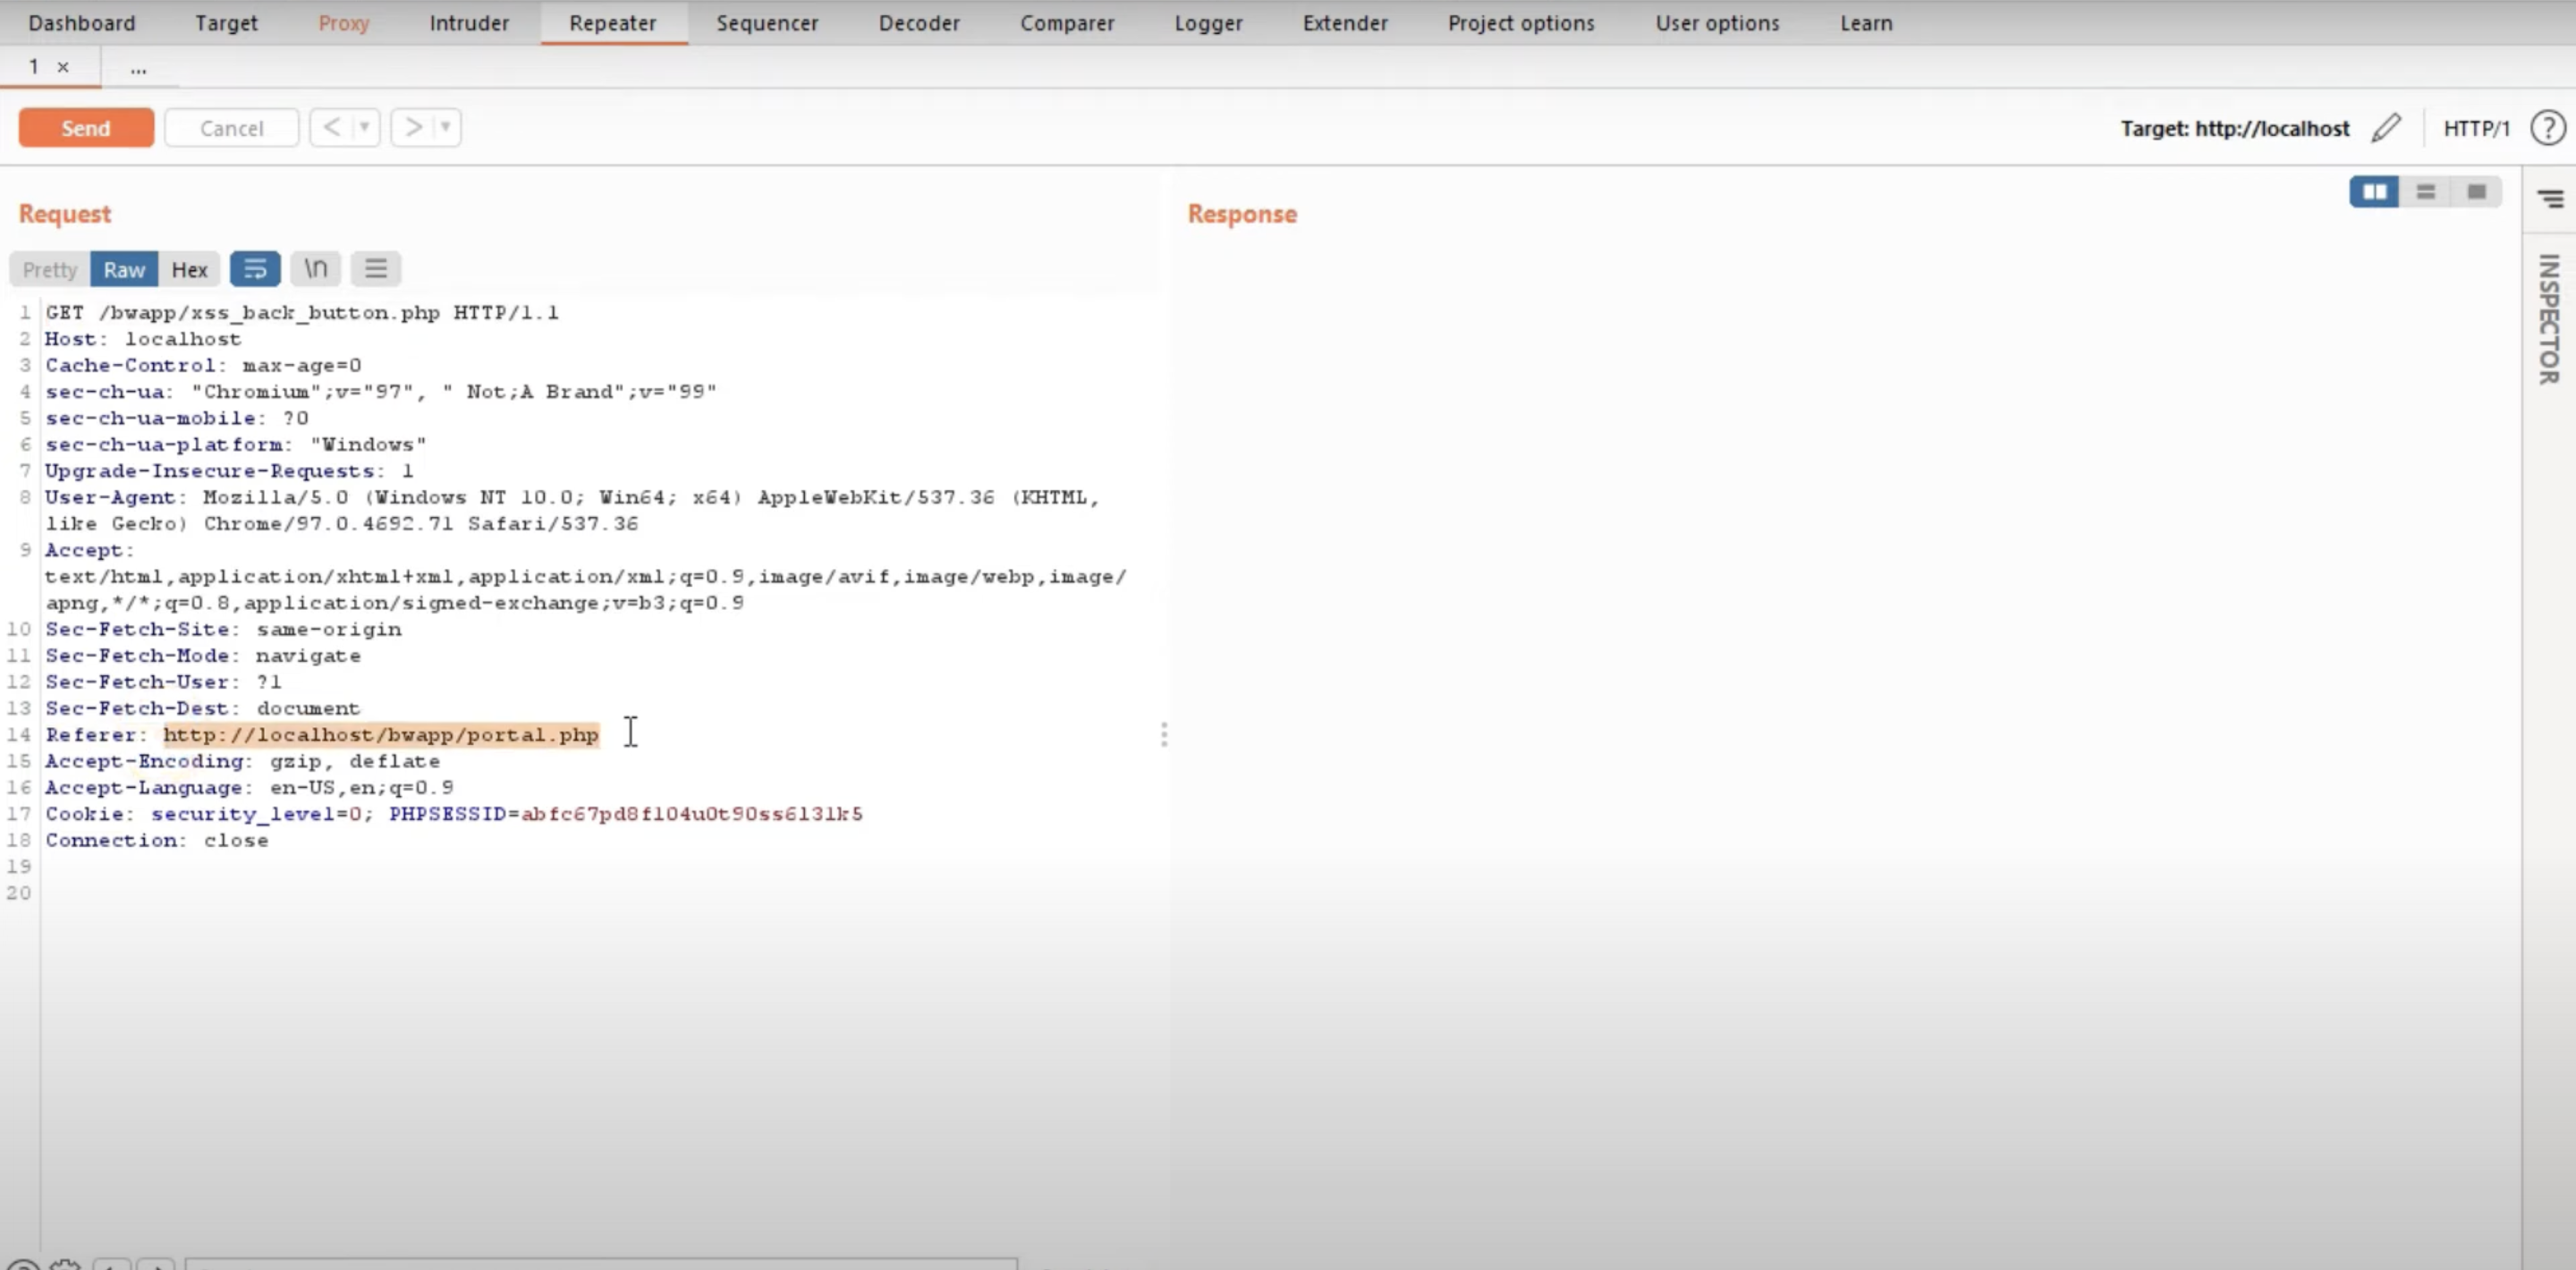 Dashboard Target Proxy Intruder Repeater Sequencer Decoder Comparer Logger Extender Project options User options Learn
1 × ...
Send Cancel < > Target: http://localhost HTTP/1 ?
Request
Response
Pretty Raw Hex \n
INSPECTOR
1 GET /bwapp/xss_back_button.php HTTP/1.1
2 Host: localhost
3 Cache-Control: max-age=0
4 sec-ch-ua: "Chromium";v="97", " Not;A Brand";v="99"
5 sec-ch-ua-mobile: ?0
6 sec-ch-ua-platform: "Windows"
7 Upgrade-Insecure-Requests: 1
8 User-Agent: Mozilla/5.0 (Windows NT 10.0; Win64; x64) AppleWebKit/537.36 (KHTML,
like Gecko) Chrome/97.0.4692.71 Safari/537.36
9 Accept:
text/html,application/xhtml+xml,application/xml;q=0.9,image/avif,image/webp,image/
apng,*/*;q=0.8,application/signed-exchange;v=b3;q=0.9
10 Sec-Fetch-Site: same-origin
11 Sec-Fetch-Mode: navigate
12 Sec-Fetch-User: ?1
13 Sec-Fetch-Dest: document
14 Referer: http://localhost/bwapp/portal.php
15 Accept-Encoding: gzip, deflate
16 Accept-Language: en-US,en;q=0.9
17 Cookie: security_level=0; PHPSESSID=abfc67pd8f104u0t90ss6131k5
18 Connection: close
19
20